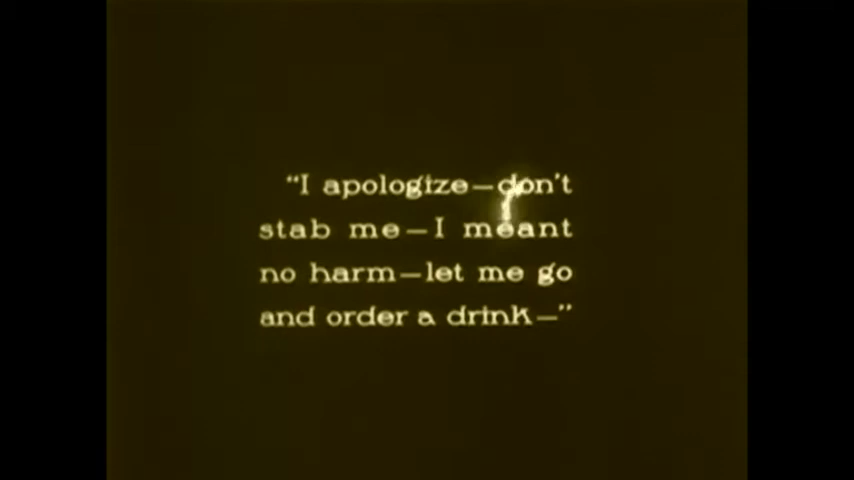 “I apologize—don't
stab me—I meant
no harm—let me go
and order a drink—”